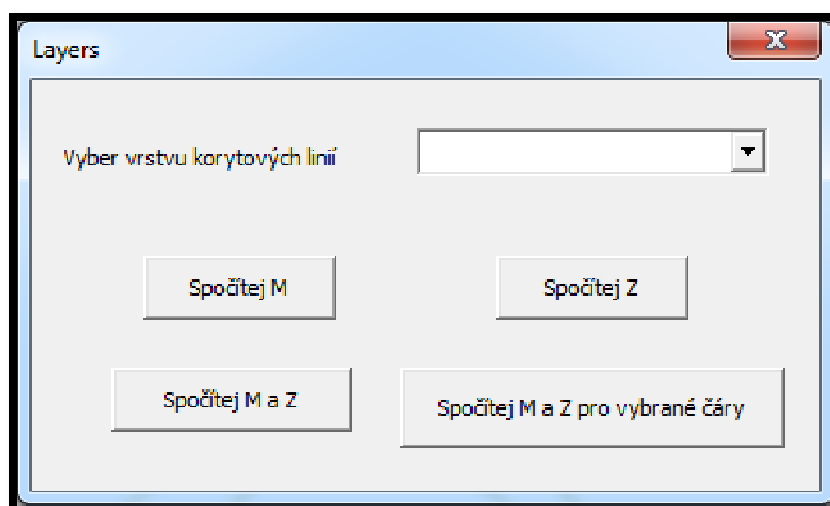 Layers
Vyber vrstvu korytových linií
Spočítej M
Spočítej Z
Spočítej M a Z
Spočítej M a Z pro vybrané čáry